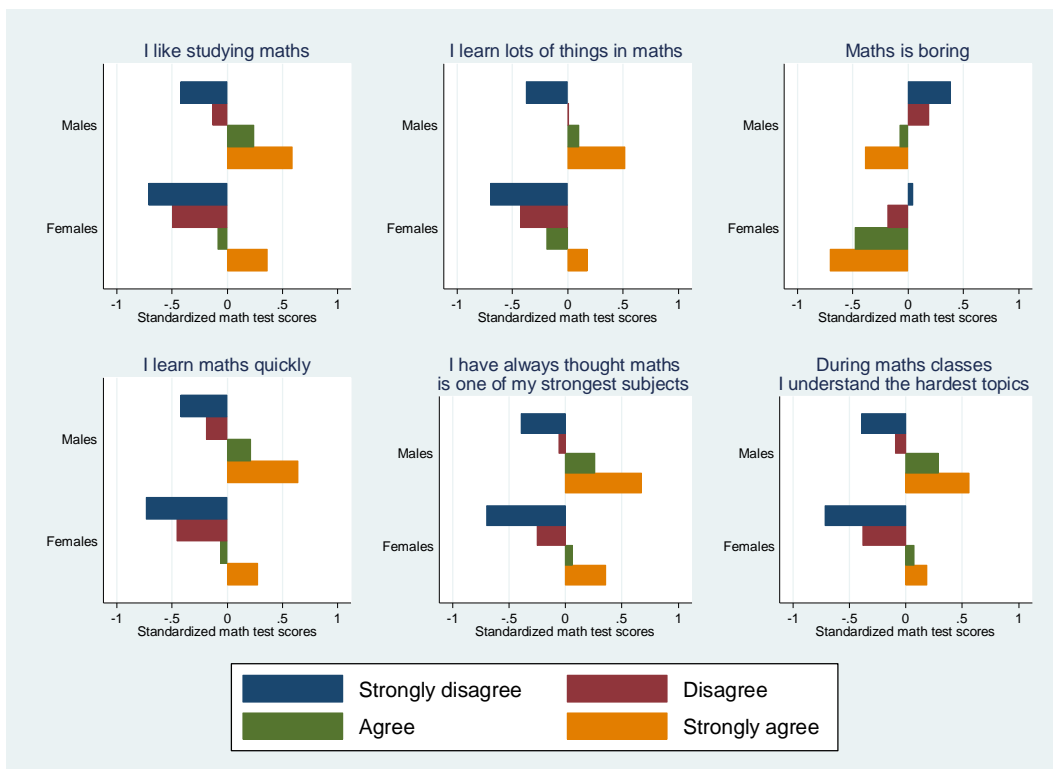 I like studying maths
Males
Females
-1 -.5 0 .5 1
Standardized math test scores
I learn lots of things in maths
-1 -.5 0 .5 1
Standardized math test scores
Maths is boring
Males
Females
-1 -.5 0 .5 1
Standardized math test scores
I learn maths quickly
Males
Females
-1 -.5 0 .5 1
Standardized math test scores
I have always thought maths
is one of my strongest subjects
Males
Females
-1 -.5 0 .5 1
Standardized math test scores
During maths classes
I understand the hardest topics
Males
Females
-1 -.5 0 .5 1
Standardized math test scores
Strongly disagree
Disagree
Agree
Strongly agree